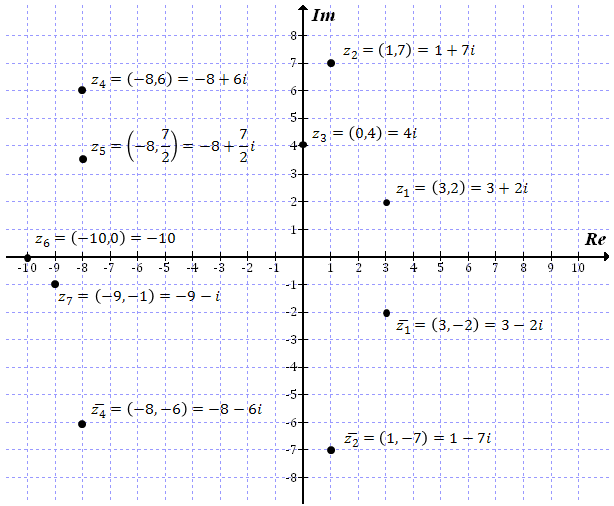 Im
8
z₂ = (1,7) = 1 + 7i
7
z₄ = (−8,6) = −8 + 6i
6
5
z₅ = (−8, 7/2) = −8 + 7/2 i
z₃ = (0,4) = 4i
4
3
z₁ = (3,2) = 3 + 2i
2
1
z₆ = (−10,0) = −10
Re
-10 -9 -8 -7 -6 -5 -4 -3 -2 -1 1 2 3 4 5 6 7 8 9 10
-1
z₇ = (−9,−1) = −9 − i
-2
z̅₁ = (3,−2) = 3 − 2i
-3
-4
-5
z̅₄ = (−8,−6) = −8 − 6i
-6
z̅₂ = (1,−7) = 1 − 7i
-7
-8